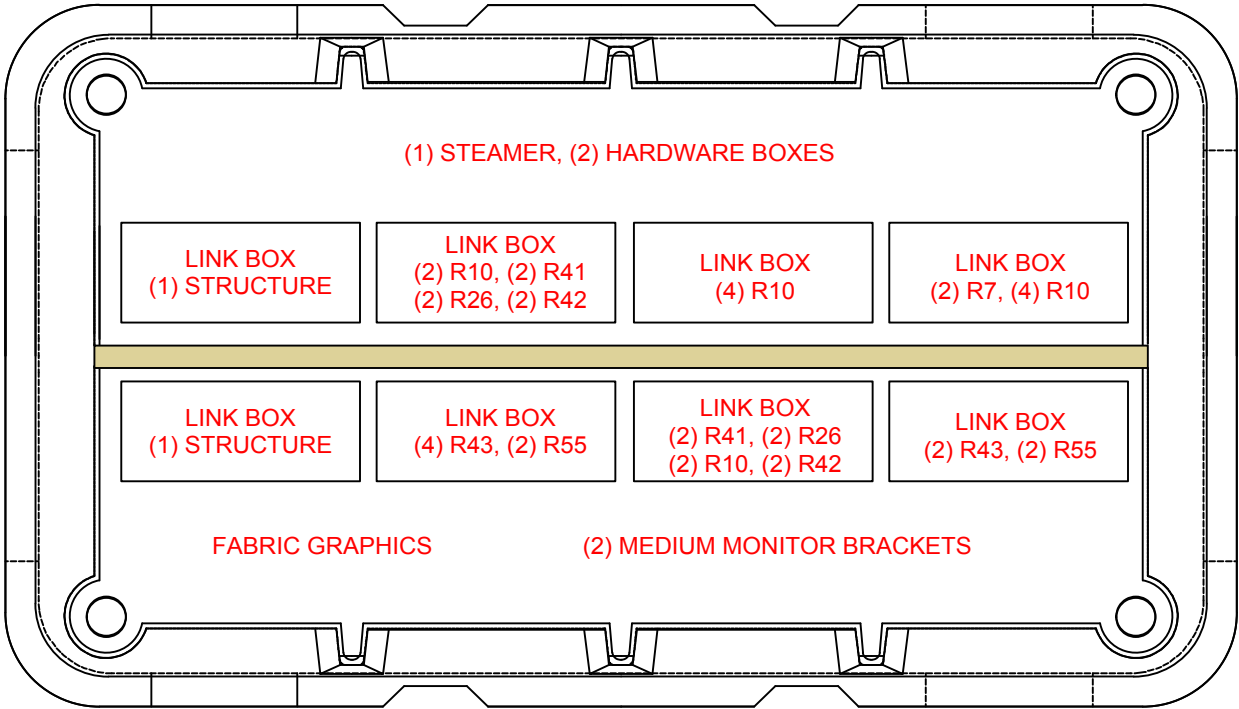 (1) STEAMER, (2) HARDWARE BOXES
LINK BOX
(1) STRUCTURE
LINK BOX
(2) R10, (2) R41
(2) R26, (2) R42
LINK BOX
(4) R10
LINK BOX
(2) R7, (4) R10
LINK BOX
(1) STRUCTURE
LINK BOX
(4) R43, (2) R55
LINK BOX
(2) R41, (2) R26
(2) R10, (2) R42
LINK BOX
(2) R43, (2) R55
FABRIC GRAPHICS
(2) MEDIUM MONITOR BRACKETS